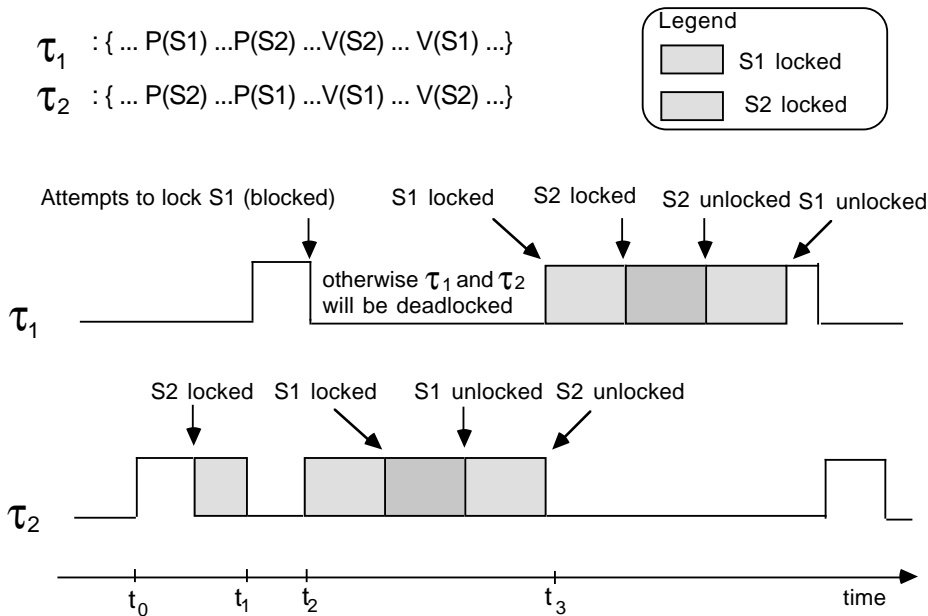 τ1 : { ... P(S1) ...P(S2) ...V(S2) ... V(S1) ...}
τ2 : { ... P(S2) ...P(S1) ...V(S1) ... V(S2) ...}
Legend
S1 locked
S2 locked
Attempts to lock S1 (blocked)
S1 locked
S2 locked
S2 unlocked
S1 unlocked
otherwise τ1 and τ2
will be deadlocked
τ1
S2 locked
S1 locked
S1 unlocked
S2 unlocked
τ2
t0
t1
t2
t3
time